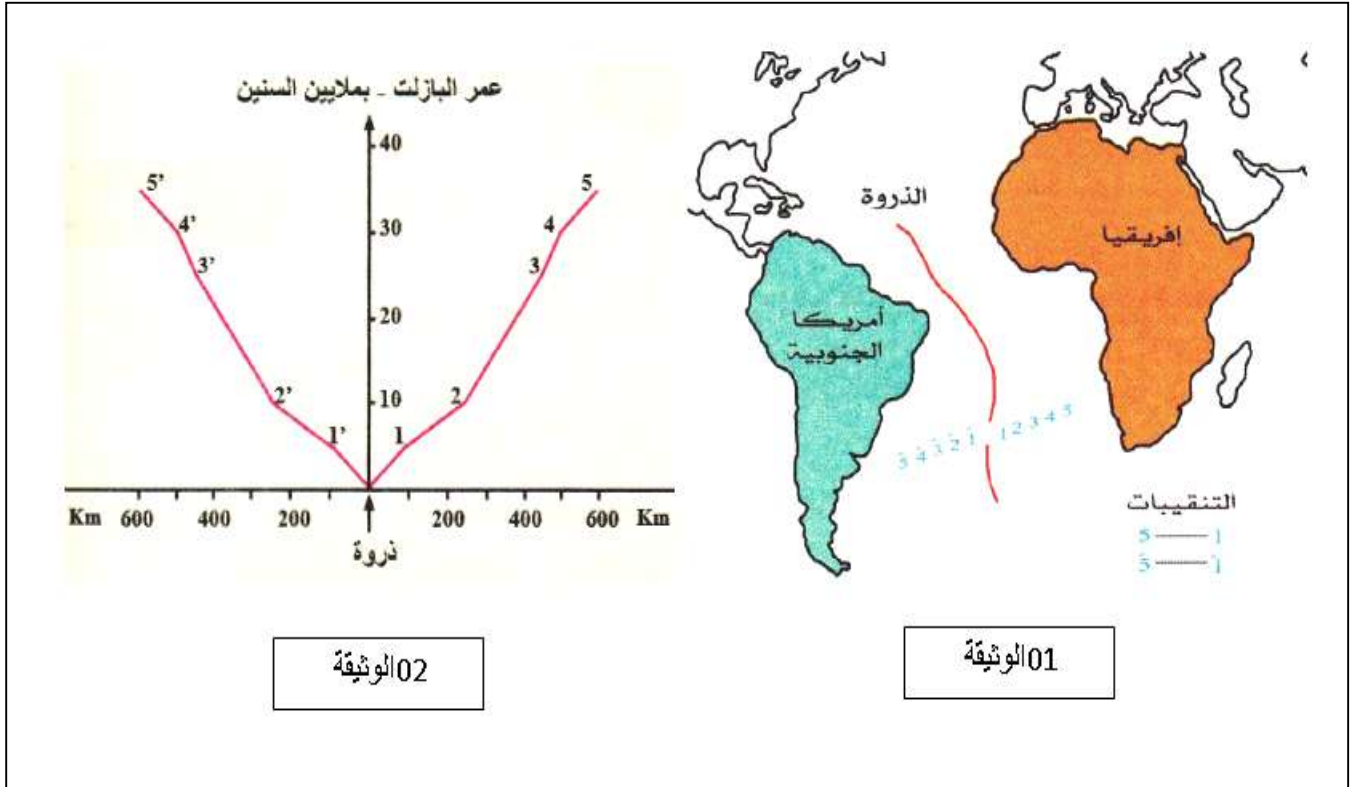 عمر البازلت - بملايين السنين
40
30
20
10
5' 5
4' 4
3' 3
2' 2
1' 1
Km 600 400 200 200 400 600 Km
ذروة
الوثيقة02
الذروة
إفريقيا
أمريكا
الجنوبية
5̄ 4̄ 3̄ 2̄ 1̄ 1 2 3 4 5
التنقيبات
5 —— 1
5̄ —— 1̄
الوثيقة01